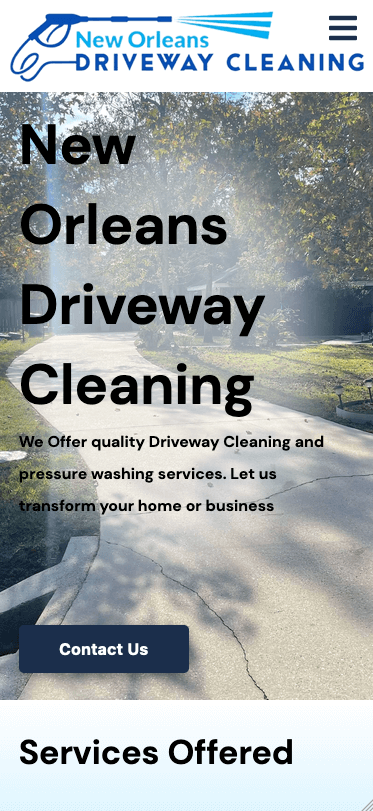 New Orleans
DRIVEWAY CLEANING
New
Orleans
Driveway
Cleaning
We Offer quality Driveway Cleaning and
pressure washing services. Let us
transform your home or business
Contact Us
Services Offered